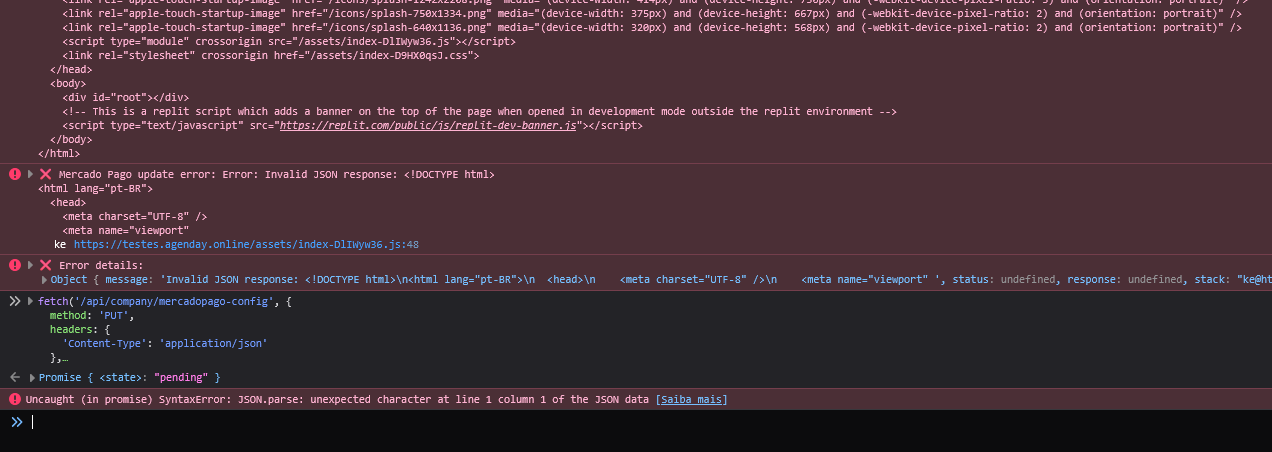 <link rel="apple-touch-startup-image" href="/icons/splash-1242x2208.png" media="(device-width: 414px) and (device-height: 736px) and (-webkit-device-pixel-ratio: 3) and (orientation: portrait)" />
<link rel="apple-touch-startup-image" href="/icons/splash-750x1334.png" media="(device-width: 375px) and (device-height: 667px) and (-webkit-device-pixel-ratio: 2) and (orientation: portrait)" />
<link rel="apple-touch-startup-image" href="/icons/splash-640x1136.png" media="(device-width: 320px) and (device-height: 568px) and (-webkit-device-pixel-ratio: 2) and (orientation: portrait)" />
<script type="module" crossorigin src="/assets/index-DlIWyw36.js"></script>
<link rel="stylesheet" crossorigin href="/assets/index-D9HX0qsJ.css">
</head>
<body>
<div id="root"></div>
<!-- This is a replit script which adds a banner on the top of the page when opened in development mode outside the replit environment -->
<script type="text/javascript" src="https://replit.com/public/js/replit-dev-banner.js"></script>
</body>
</html>
❌ Mercado Pago update error: Error: Invalid JSON response: <!DOCTYPE html>
<html lang="pt-BR">
<head>
<meta charset="UTF-8" />
<meta name="viewport"
ke https://testes.agenday.online/assets/index-DlIWyw36.js:48
❌ Error details:
Object { message: 'Invalid JSON response: <!DOCTYPE html>\n<html lang="pt-BR">\n  <head>\n    <meta charset="UTF-8" />\n    <meta name="viewport" ', status: undefined, response: undefined, stack: "ke@ht
fetch('/api/company/mercadopago-config', {
method: 'PUT',
headers: {
'Content-Type': 'application/json'
},…
Promise { <state>: "pending" }
Uncaught (in promise) SyntaxError: JSON.parse: unexpected character at line 1 column 1 of the JSON data [Saiba mais]